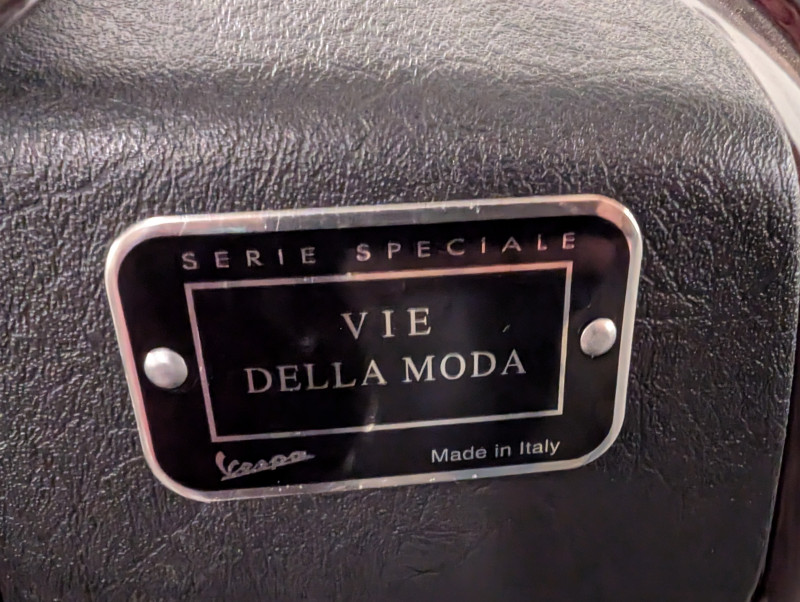 SERIE SPECIALE
VIE
DELLA MODA
Vespa
Made in Italy